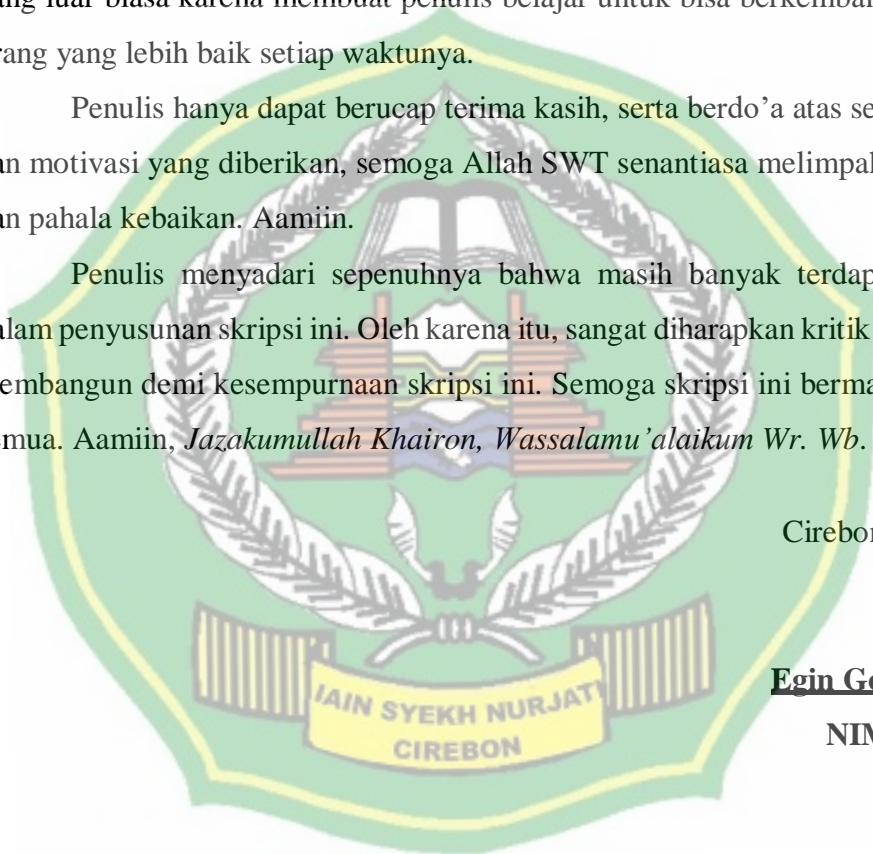 ang luar biasa karena membuat penulis belajar untuk bisa berkembang
rang yang lebih baik setiap waktunya.
Penulis hanya dapat berucap terima kasih, serta berdo’a atas se
an motivasi yang diberikan, semoga Allah SWT senantiasa melimpah
an pahala kebaikan. Aamiin.
Penulis menyadari sepenuhnya bahwa masih banyak terdap
alam penyusunan skripsi ini. Oleh karena itu, sangat diharapkan kritik
embangun demi kesempurnaan skripsi ini. Semoga skripsi ini berma
emua. Aamiin, Jazakumullah Khairon, Wassalamu’alaikum Wr. Wb.
Cirebon
Egin Ge
NIM
IAIN SYEKH NURJATI
CIREBON